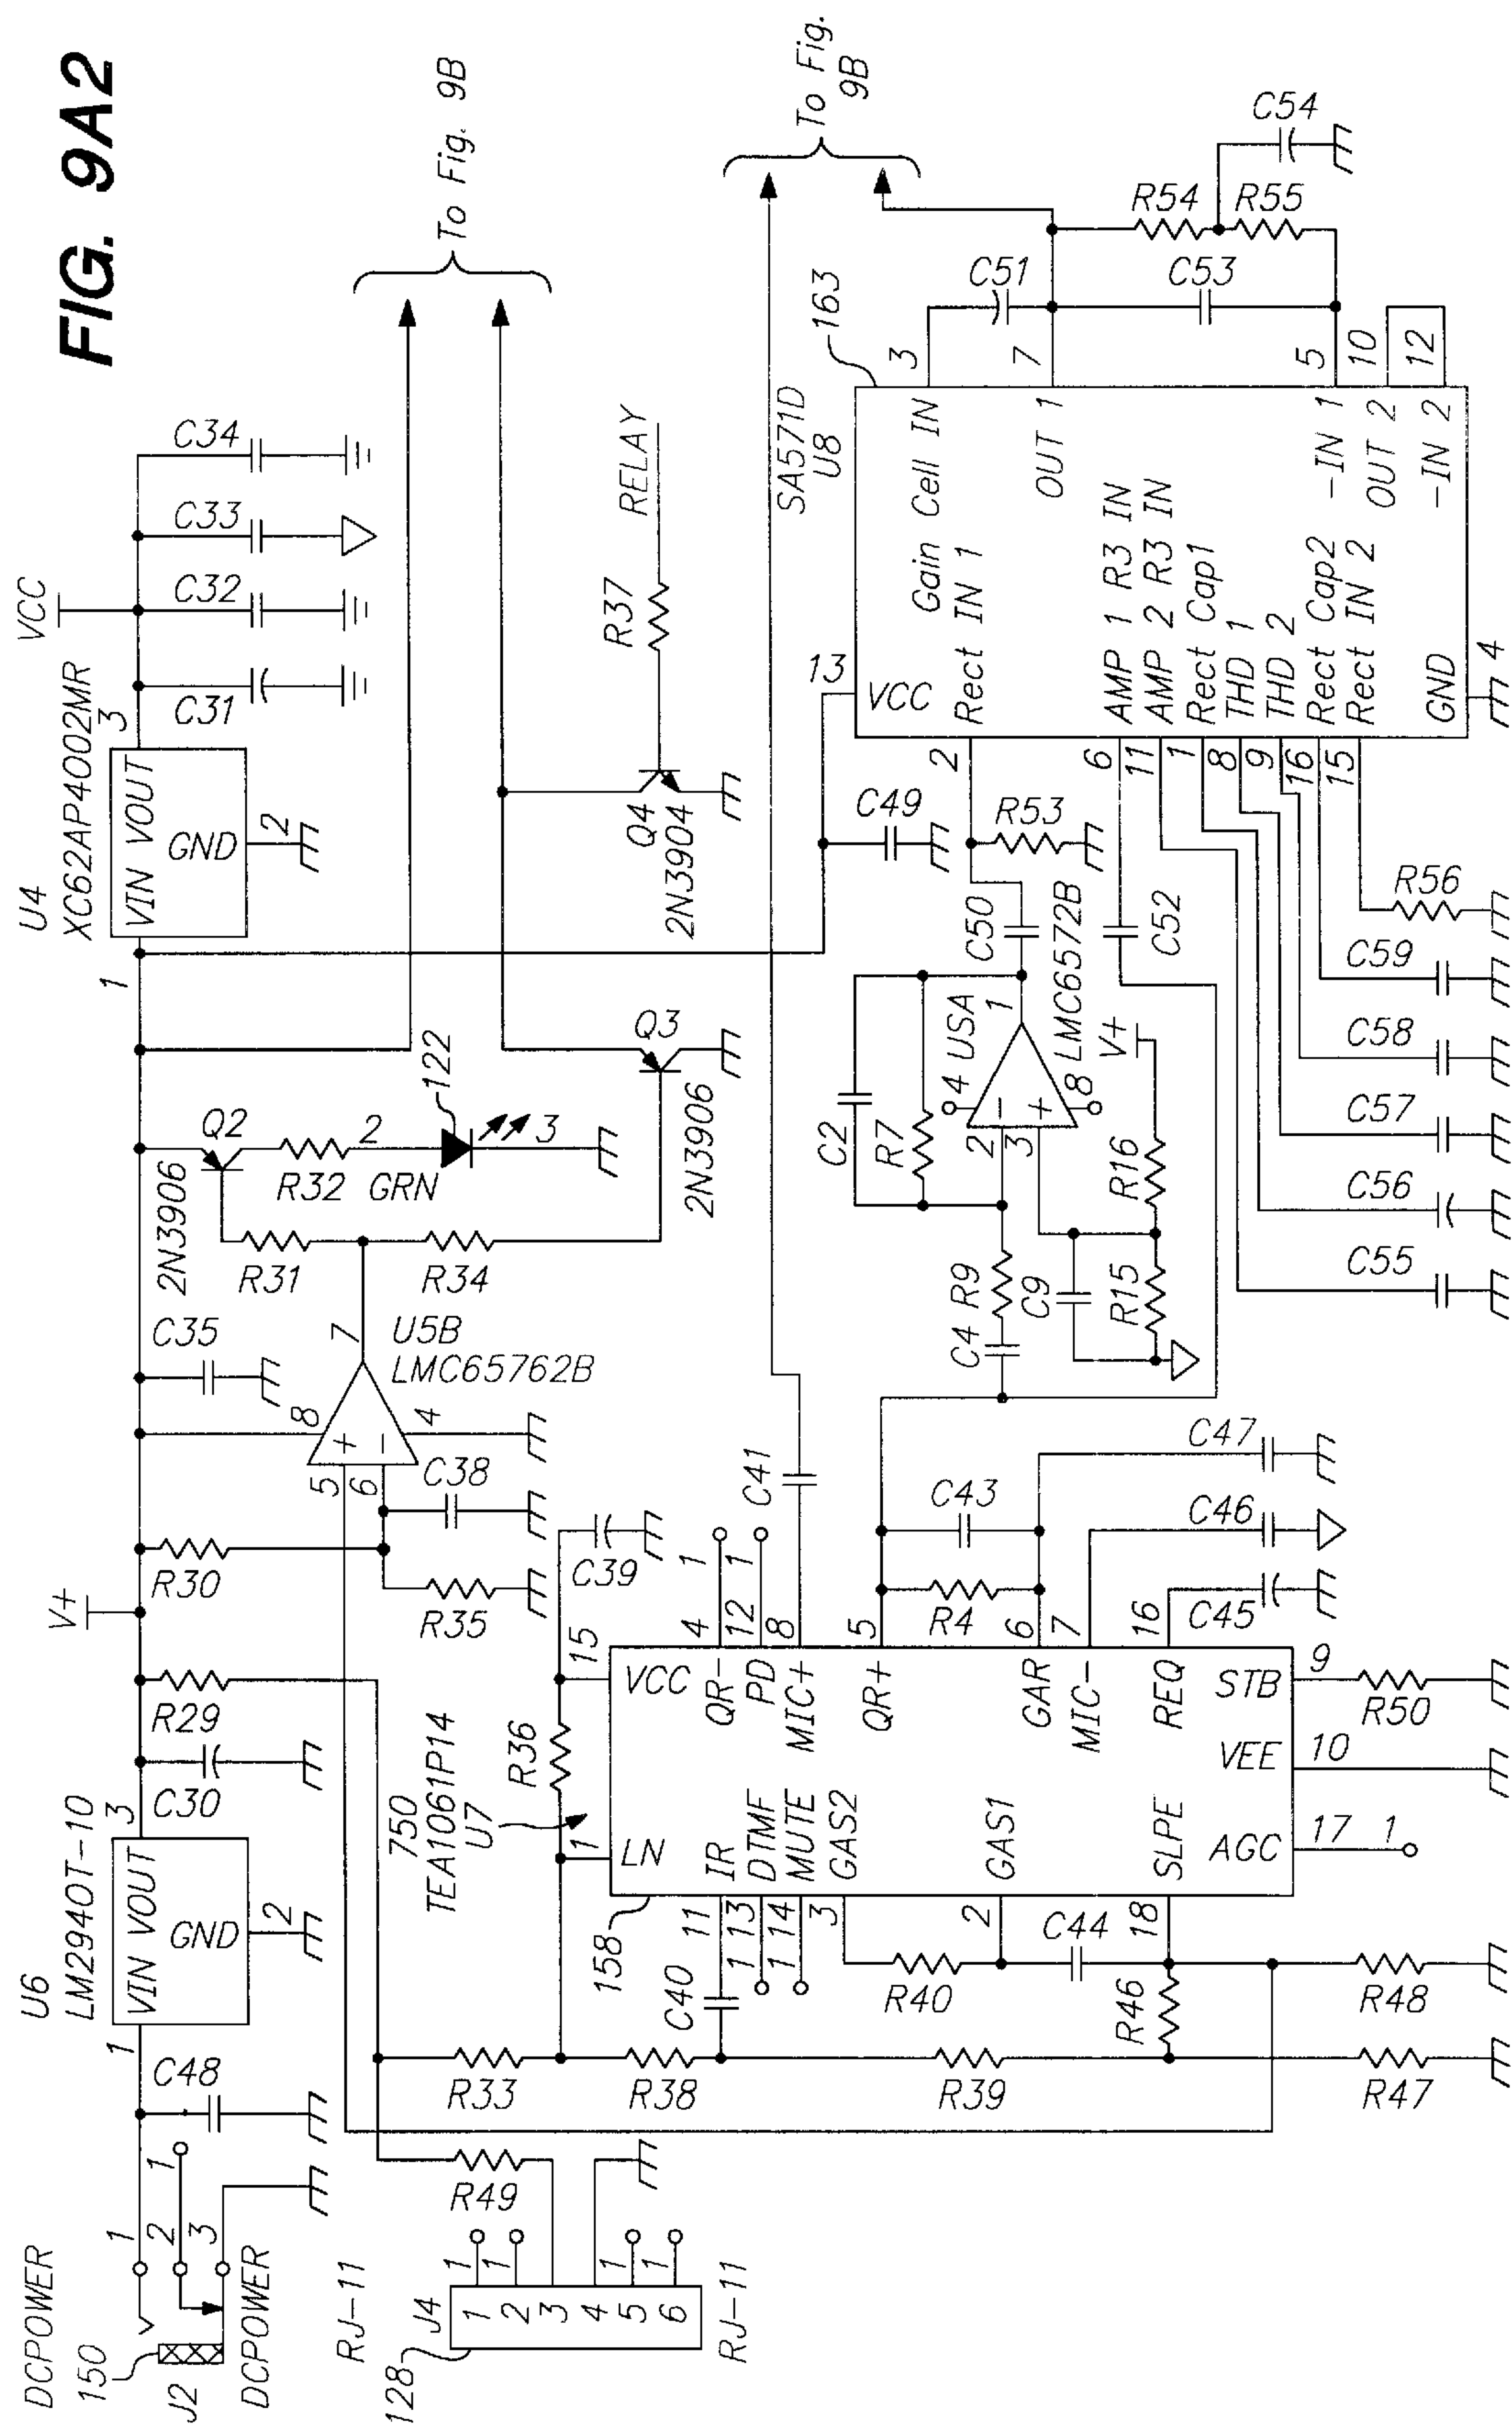 FIG. 9A2
DCPOWER
150
J2
DCPOWER
1
2
3
1
C48
1
U6
LM2940T-10
VIN VOUT
GND
2
3
C30
R29
V+
R30
C35
8
5
6
7
4
U5B
LMC65762B
C38
R35
2N3906
Q2
R31
R32
GRN
2
3
122
R34
Q3
2N3906
1
U4
XC62AP4002MR
VIN VOUT
GND
2
3
VCC
C31
C32
C33
C34
To Fig. 9B
RELAY
R37
Q4
2N3904
To Fig.
9B
RJ-11
J4
128
1
2
3
4
5
6
1
1
1
1
RJ-11
R49
R33
R38
R39
R47
R46
R48
C40
R40
C44
158
750
TEA1061P14
U7
R36
C39
15
1
VCC
LN
4
1
QR-
12
1
PD
8
MIC+
5
QR+
6
GAR
7
MIC-
16
REQ
9
STB
10
VEE
17
1
AGC
11
IR
1 13
DTMF
1 14
MUTE
3
GAS2
2
GAS1
18
SLPE
C41
C43
R4
C47
C46
C45
R50
C4
R9
C9
R15
R16
V+
C2
R7
4
USA
1
2
3
8
LMC6572B
C50
C52
C49
R53
SA571D
U8
163
13
VCC
2
Rect IN 1
Gain Cell IN
3
OUT 1
7
6
AMP 1 R3 IN
11
AMP 2 R3 IN
1
Rect Cap1
8
THD 1
9
THD 2
16
Rect Cap2
15
Rect IN 2
-IN 1
5
OUT 2
10
-IN 2
12
GND
4
C51
C53
R54
R55
C54
C55
C56
C57
C58
C59
R56